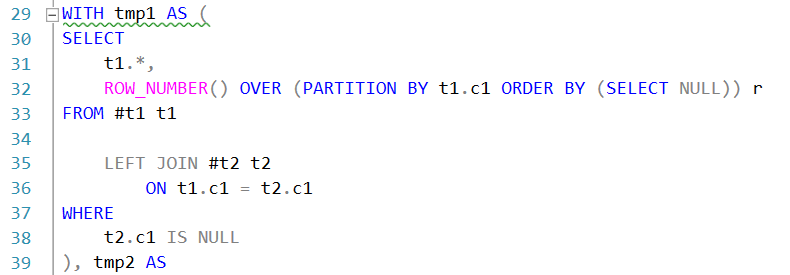 29 WITH tmp1 AS (
30 SELECT
31     t1.*,
32     ROW_NUMBER() OVER (PARTITION BY t1.c1 ORDER BY (SELECT NULL)) r
33 FROM #t1 t1
34
35     LEFT JOIN #t2 t2
36         ON t1.c1 = t2.c1
37 WHERE
38     t2.c1 IS NULL
39 ), tmp2 AS